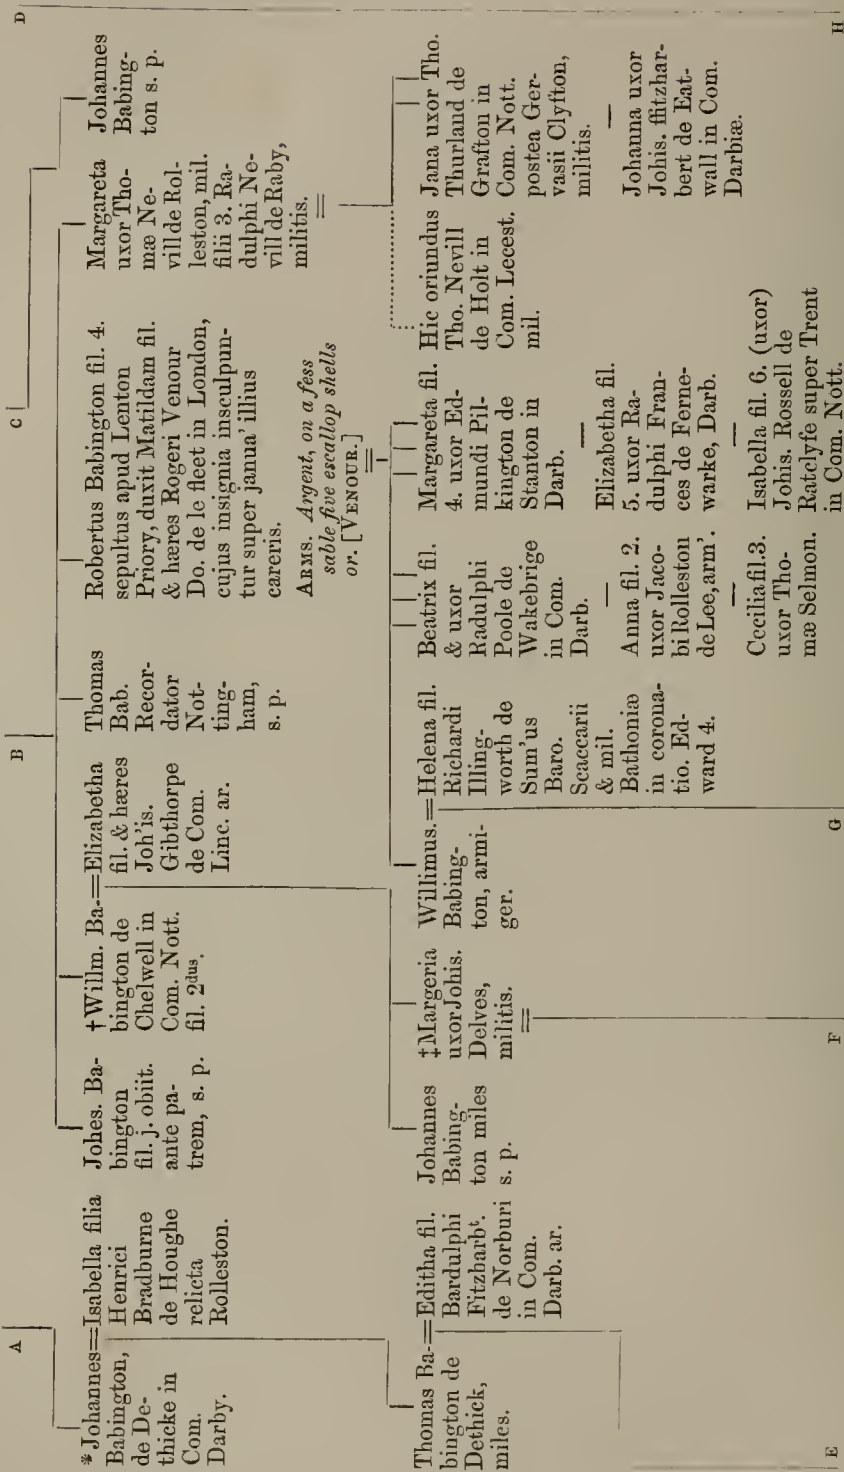 A
B
C
D
*Johannes=Isabella filia
Babington,
de De-
thicke in
Com.
Darby.
Henrici
Bradburne
de Houghe
relicta
Rolleston.
Johes. Ba-
bington
fil. j. obiit.
ante pa-
trem, s. p.
†Willm. Ba-=Elizabetha
bington de
Chelwell in
Com. Nott.
fil. 2dus.
fil. & hæres
Joh'is.
Gibthorpe
de Com.
Linc. ar.
Thomas
Bab.
Recor-
dator
Not-
ting-
ham,
s. p.
Robertus Babington fil. 4.
sepultus apud Lenton
Priory, duxit Matildam fil.
& hæres Rogeri Venour
Do. de le fleet in London,
cujus insignia insculpun-
tur super janua' illius
careris.
ARMS. Argent, on a fess
sable five escallop shells
or. [VENOUR.]
Margareta
uxor Tho-
mæ Ne-
vill de Rol-
leston, mil.
filii 3. Ra-
dulphi Ne-
vill de Raby,
militis.
Johannes
Babing-
ton s. p.
Thomas Ba-=Editha fil.
bington de
Dethick,
miles.
Bardulphi
Fitzharbt.
de Norburi
in Com.
Darb. ar.
Johannes
Babing-
ton miles
s. p.
‡Margeria
uxor Johis.
Delves,
militis.
Willimus.=Helena fil.
Babing-
ton, armi-
ger.
Richardi
Illing-
worth de
Sum'us
Baro.
Scaccarii
& mil.
Bathoniæ
in corona-
tio. Ed-
ward 4.
Beatrix fil.
& uxor
Radulphi
Poole de
Wakebrige
in Com.
Darb.
Anna fil. 2.
uxor Jaco-
bi Rolleston
de Lee, arm'.
Cecilia fil. 3.
uxor Tho-
mæ Selmon.
Margareta fil.
4. uxor Ed-
mundi Pil-
kington de
Stanton in
Darb.
Elizabetha fil.
5. uxor Ra-
dulphi Fran-
ces de Ferne-
warke, Darb.
Isabella fil. 6. (uxor)
Johis. Rossell de
Ratclyfe super Trent
in Com. Nott.
Hic oriundus
Tho. Nevill
de Holt in
Com. Lecest.
mil.
Jana uxor Tho.
Thurland de
Grafton in
Com. Nott.
postea Ger-
vasii Clyfton,
militis.
Johanna uxor
Johis. ffitzhar-
bert de Eat-
wall in Com.
Darbiæ.
E
F
G
H